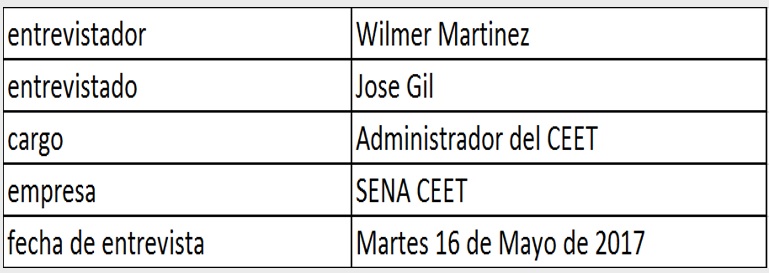 entrevistador Wilmer Martinez
entrevistado Jose Gil
cargo Administrador del CEET
empresa SENA CEET
fecha de entrevista Martes 16 de Mayo de 2017